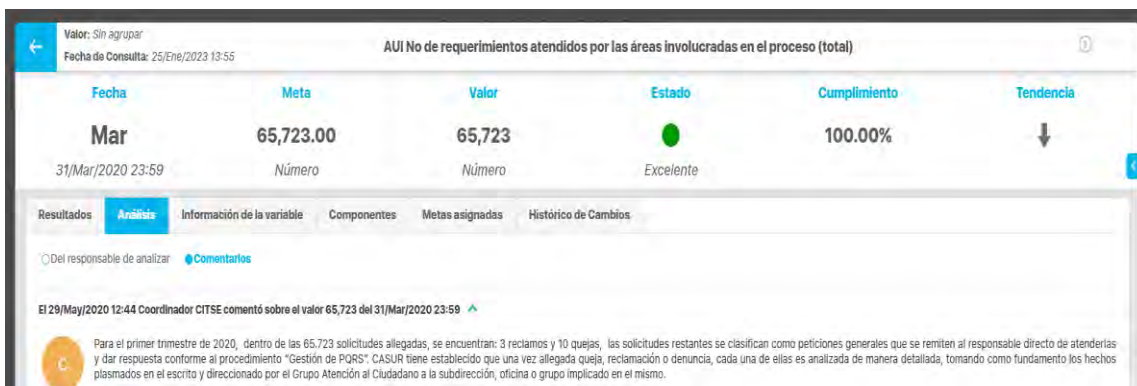 Valor: Sin agrupar
Fecha de Consulta: 25/Ene/2023 13:55
AUI No de requerimientos atendidos por las áreas involucradas en el proceso (total)
Fecha Meta Valor Estado Cumplimiento Tendencia
Mar 65,723.00 65,723 100.00%
31/Mar/2020 23:59 Número Número Excelente
Resultados Análisis Información de la variable Componentes Metas asignadas Histórico de Cambios
Del responsable de analizar Comentarios
El 29/May/2020 12:44 Coordinador CITSE comentó sobre el valor 65,723 del 31/Mar/2020 23:59
C
Para el primer trimestre de 2020, dentro de las 65.723 solicitudes allegadas, se encuentran: 3 reclamos y 10 quejas, las solicitudes restantes se clasifican como peticiones generales que se remiten al responsable directo de atenderlas
y dar respuesta conforme al procedimiento "Gestión de PQRS". CASUR tiene establecido que una vez allegada queja, reclamación o denuncia, cada una de ellas es analizada de manera detallada, tomando como fundamento los hechos
plasmados en el escrito y direccionado por el Grupo Atención al Ciudadano a la subdirección, oficina o grupo implicado en el mismo.